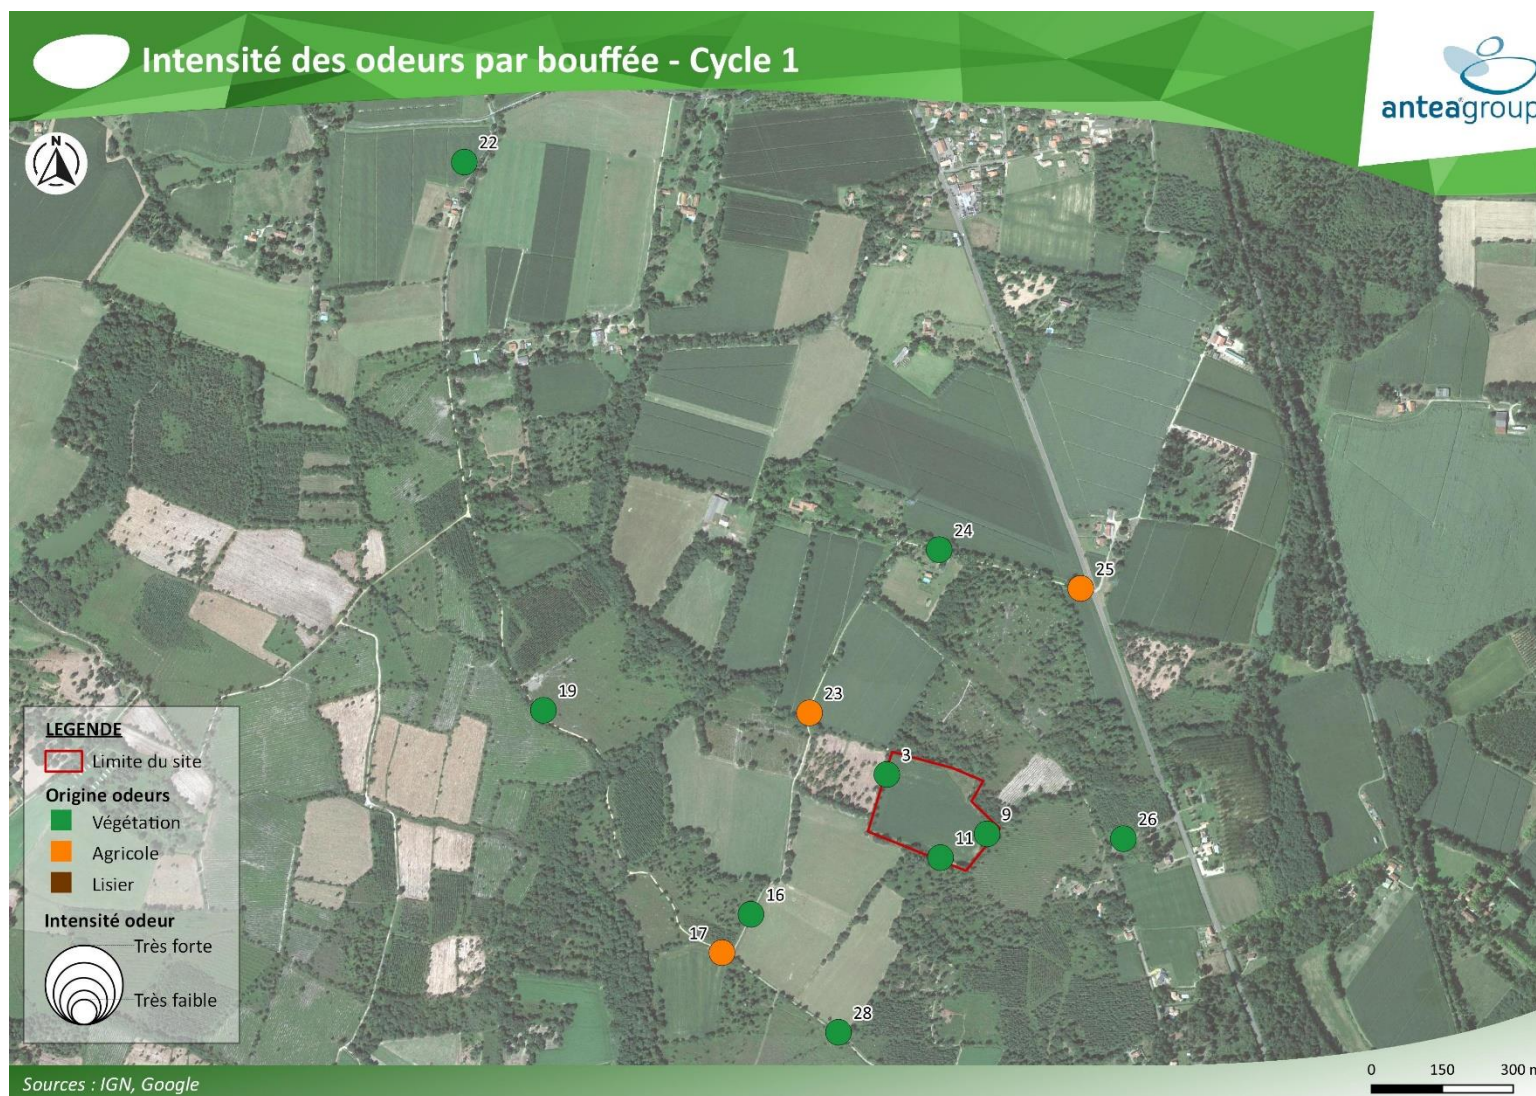 Intensité des odeurs par bouffée - Cycle 1
anteagroup
N
22
24
25
19
23
3
9
11
26
16
17
28
LEGENDE
Limite du site
Origine odeurs
Végétation
Agricole
Lisier
Intensité odeur
Très forte
Très faible
Sources : IGN, Google
0 150 300 m